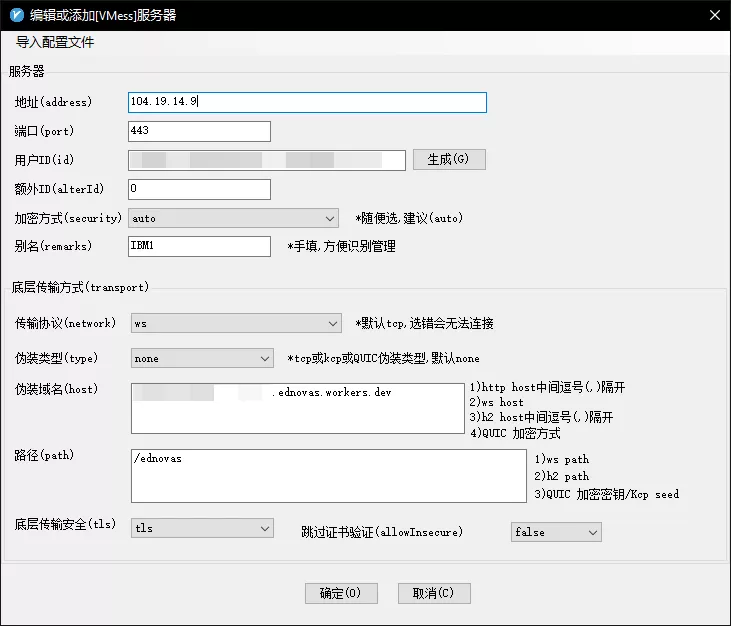 编辑或添加[VMess]服务器
导入配置文件
服务器
地址(address) 104.19.14.9
端口(port) 443
用户ID(id) 生成(G)
额外ID(alterId) 0
加密方式(security) auto *随便选,建议(auto)
别名(remarks) IBM1 *手填,方便识别管理
底层传输方式(transport)
传输协议(network) ws *默认tcp,选错会无法连接
伪装类型(type) none *tcp或kcp或QUIC伪装类型,默认none
伪装域名(host) .ednovas.workers.dev
1)http host中间逗号(,)隔开
2)ws host
3)h2 host中间逗号(,)隔开
4)QUIC 加密方式
路径(path) /ednovas
1)ws path
2)h2 path
3)QUIC 加密密钥/Kcp seed
底层传输安全(tls) tls 跳过证书验证(allowInsecure) false
确定(O) 取消(C)